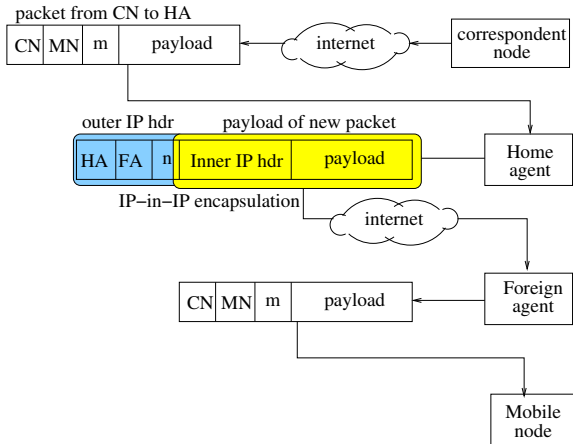 packet from CN to HA
CN MN m payload
internet
correspondent
node
outer IP hdr
payload of new packet
HA FA n Inner IP hdr payload
Home
agent
IP−in−IP encapsulation
internet
CN MN m payload
Foreign
agent
Mobile
node